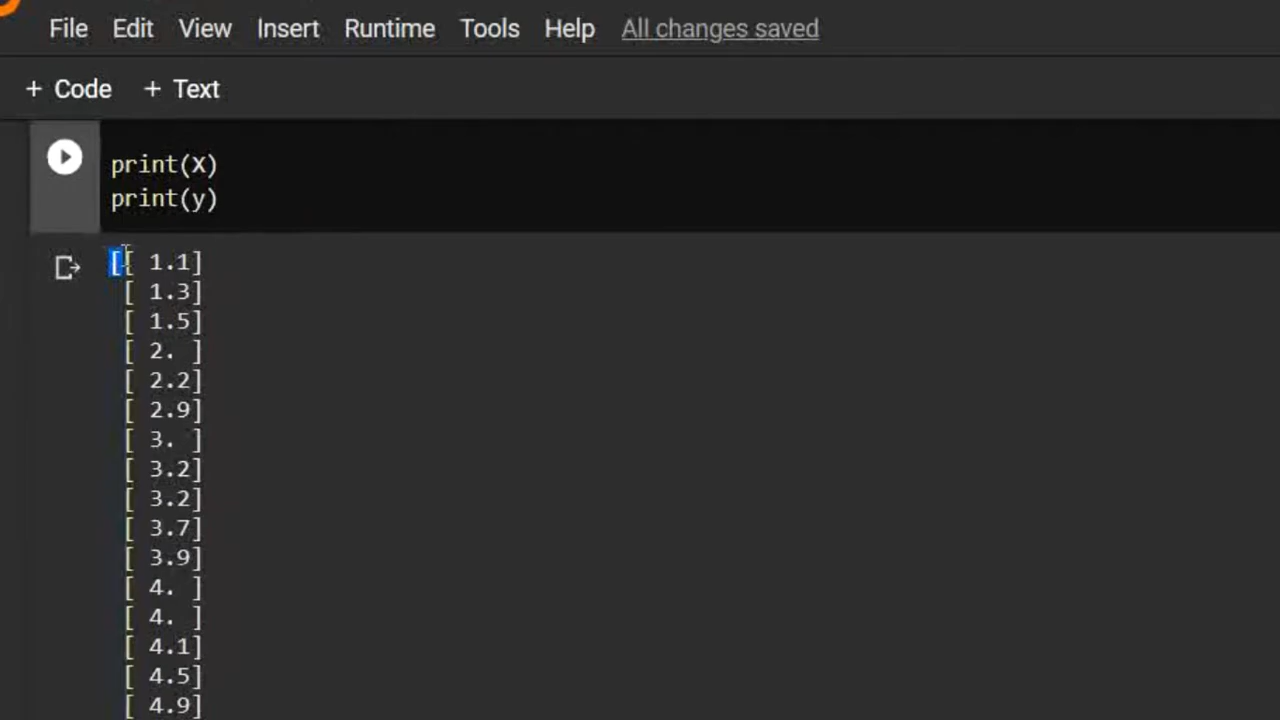 File Edit View Insert Runtime Tools Help All changes saved
+ Code + Text
print(X)
print(y)
[[ 1.1]
[ 1.3]
[ 1.5]
[ 2. ]
[ 2.2]
[ 2.9]
[ 3. ]
[ 3.2]
[ 3.2]
[ 3.7]
[ 3.9]
[ 4. ]
[ 4. ]
[ 4.1]
[ 4.5]
[ 4.9]